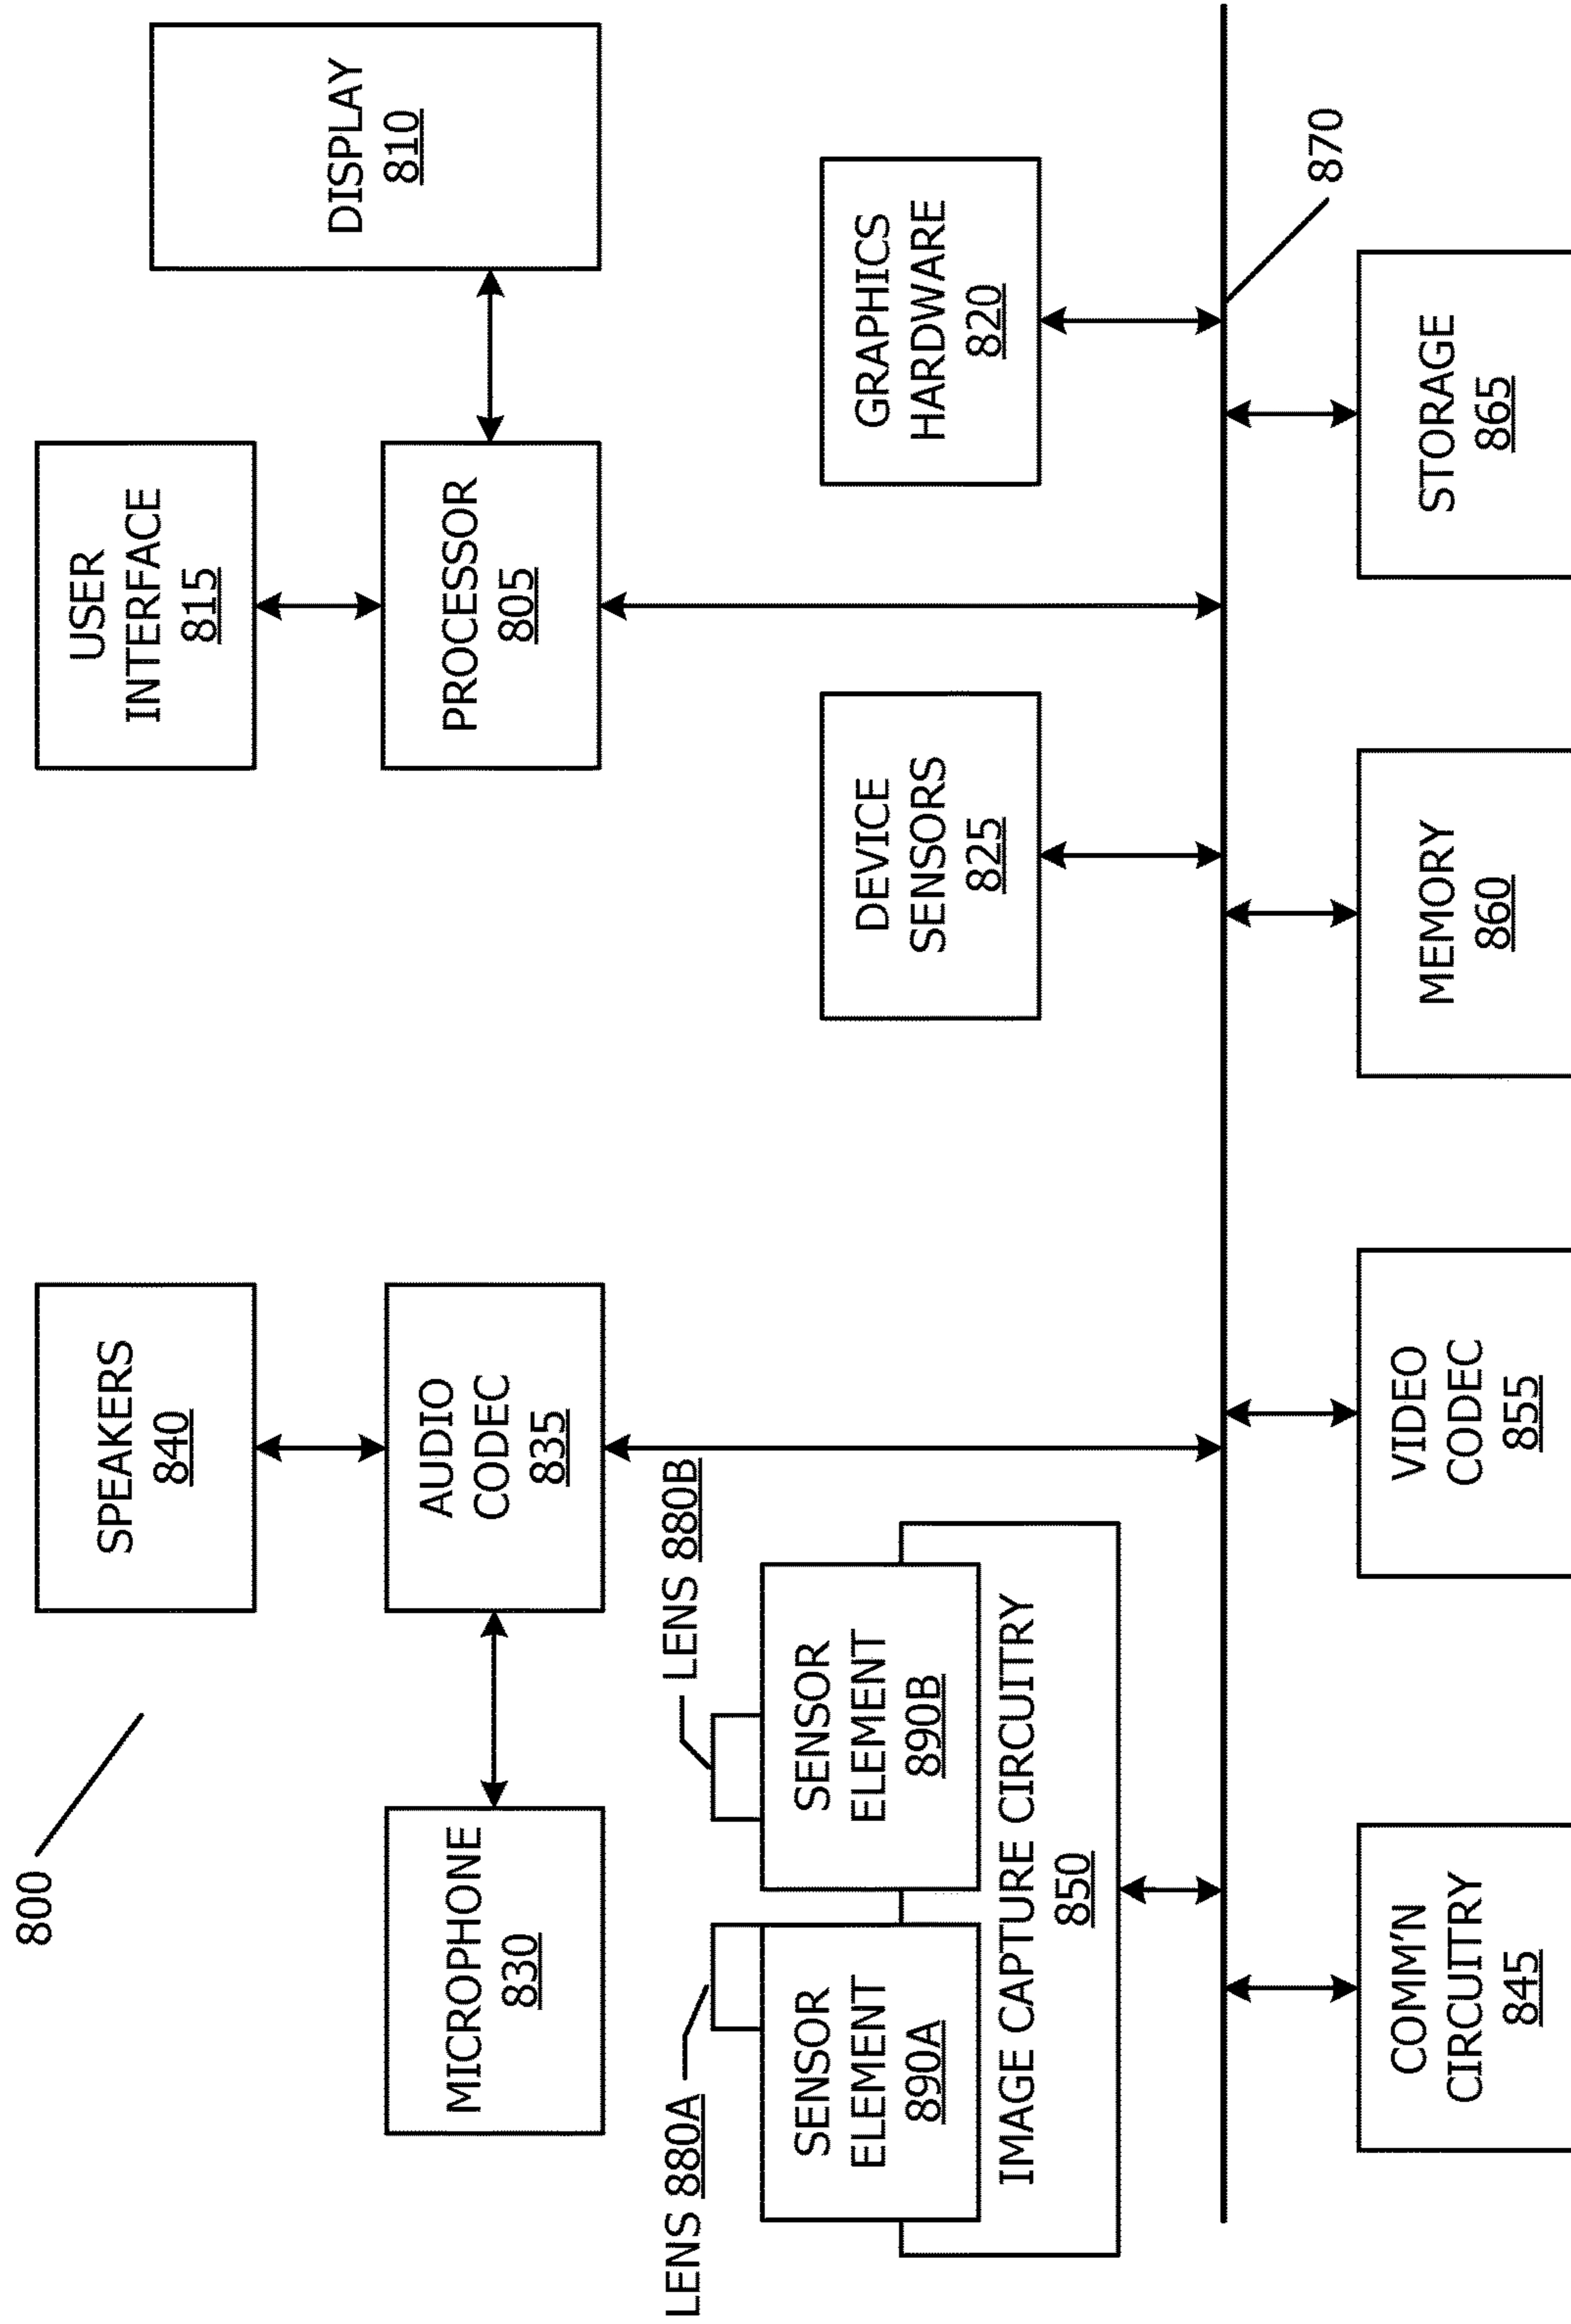 800
SPEAKERS
840
USER
INTERFACE
815
MICROPHONE
830
AUDIO
CODEC
835
PROCESSOR
805
DISPLAY
810
LENS 880A
LENS 880B
SENSOR
ELEMENT
890A
SENSOR
ELEMENT
890B
IMAGE CAPTURE CIRCUITRY
850
DEVICE
SENSORS
825
GRAPHICS
HARDWARE
820
870
COMM'N
CIRCUITRY
845
VIDEO
CODEC
855
MEMORY
860
STORAGE
865